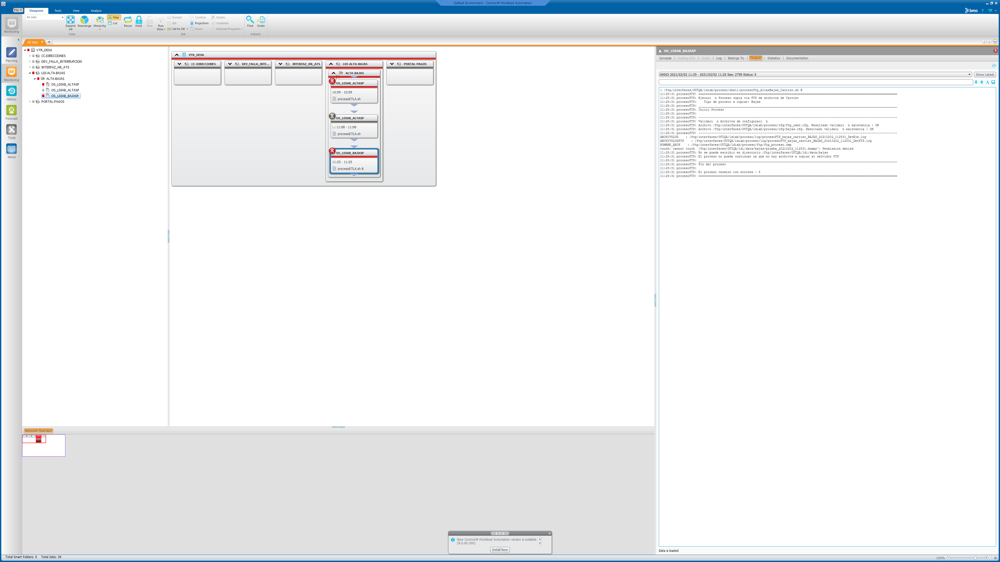 Default Environment - Control-M Workload Automation
File
Viewpoint
Tools
View
Analysis
bmc
?
Monitoring
All Jobs
Expand All
Rearrange
Hierarchy
Map
List
View
Rerun
Hold
Free
Run Now
Restart
Kill
Set to OK
Confirm
Projection
React
Delete
Undelete
External Programs
Job
Find
Order
Actions
All Jobs
Planning
Monitoring
History
Forecast
Tools
News
VTR_DESA
CC-DIRECCIONES
DEV_FALLA_INTERRUPCION
INTERFAZ_HR_ATS
LDI-ALTA-BAJAS
ALTA-BAJAS
OS_LDIAB_ALTASP
OS_LDIAB_ALTASP
OS_LDIAB_BAJASP
PORTAL-PAGOS
VTR_DESA
CC-DIRECCIONES
DEV_FALLA_INTE...
INTERFAZ_HR_ATS
LDI-ALTA-BAJAS
PORTAL-PAGOS
ALTA-BAJAS
OS_LDIAB_ALTASP
10:59 - 10:59
procesoETLA.sh
OS_LDIAB_ALTASP
11:08 - 11:08
procesoETLA.sh
OS_LDIAB_BAJASP
11:25 - 11:25
procesoETLA.sh B
OS_LDIAB_BAJASP
Synopsis | Waiting Info | Script | Log | Belongs To | Output | Statistics | Documentation
00003 2021/02/02 11:25 - 2021/02/02 11:25 Size: 2759 Status: 5
Show Latest
A
+ /ftp/interfaces/OUTQA/ldiab/proceso/shell/procesoFtp_AltasBajas_Carrier.sh B
11:25:31 procesoFTP: =============================================================================================================
11:25:31 procesoFTP: Ejecuci  n Proceso copia via FTP de archivos de Carrier
11:25:31 procesoFTP:    Tipo de proceco a copiar: Bajas
11:25:31 procesoFTP: _____________________________________________________________________________________________________________
11:25:31 procesoFTP: Inicio Proceso
11:25:31 procesoFTP:
11:25:31 procesoFTP: -------------------------------------------------------------------------------------------------------------
11:25:31 procesoFTP: Validaci  n Archivos de configuraci  n
11:25:31 procesoFTP: Archivo /ftp/interfaces/OUTQA/ldiab/proceso/cfg/ftp_user.cfg. Resultado validaci  n existencia : OK
11:25:31 procesoFTP: Archivo /ftp/interfaces/OUTQA/ldiab/proceso/cfg/bajas.cfg. Resultado validaci  n existencia : OK
11:25:31 procesoFTP: -------------------------------------------------------------------------------------------------------------
ARCHIVOLOG    : /ftp/interfaces/OUTQA/ldiab/proceso/log/procesoFTP_bajas_carrier_BAJAS_20210202_112531_DetEje.log
ARCHIVOLOGFTP    : /ftp/interfaces/OUTQA/ldiab/proceso/log/procesoFTP_bajas_carrier_BAJAS_20210202_112531_DetFTP.log
NOMBRE_ARCH    : /ftp/interfaces/OUTQA/ldiab/proceso/ftp/ftp_proceso.tmp
touch: cannot touch `/ftp/interfaces/OUTQA/ldi/data/bajas/prueba_20210202_112531.dummy': Permission denied
11:25:31 procesoFTP: No se puede escribir en directorio /ftp/interfaces/OUTQA/ldi/data/bajas
11:25:31 procesoFTP: El proceso no puede continuar ya que no hay archivos a copiar al servidor FTP
11:25:31 procesoFTP: _____________________________________________________________________________________________________________
11:25:31 procesoFTP: Fin del proceso
11:25:31 procesoFTP:
11:25:31 procesoFTP: El proceso termino con errores : 5
11:25:31 procesoFTP: =============================================================================================================
Data is loaded
Network Overview
1 / 1
New Control-M Workload Automation version is available
(9.0.00.300)
Install Now
Total Smart Folders: 0    Total Jobs: 24
100%